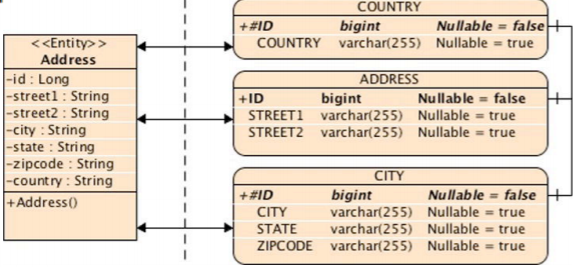 <<Entity>>
Address
-id : Long
-street1 : String
-street2 : String
-city : String
-state : String
-zipcode : String
-country : String
+Address()
COUNTRY
+#ID bigint Nullable = false
COUNTRY varchar(255) Nullable = true
ADDRESS
+ID bigint Nullable = false
STREET1 varchar(255) Nullable = true
STREET2 varchar(255) Nullable = true
CITY
+#ID bigint Nullable = false
CITY varchar(255) Nullable = true
STATE varchar(255) Nullable = true
ZIPCODE varchar(255) Nullable = true